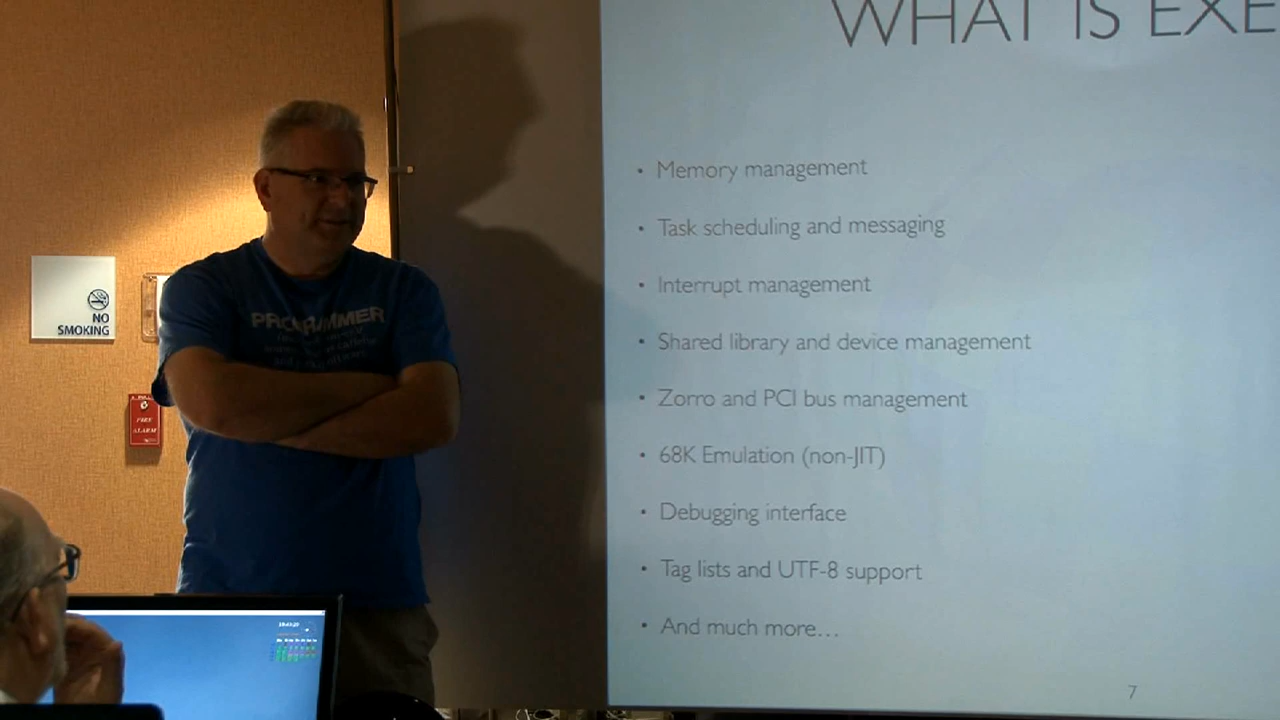 WHAT IS EXE
• Memory management
• Task scheduling and messaging
• Interrupt management
• Shared library and device management
• Zorro and PCI bus management
• 68K Emulation (non-JIT)
• Debugging interface
• Tag lists and UTF-8 support
• And much more...
7
NO
SMOKING
PROGRAMMER
FIRE
ALARM